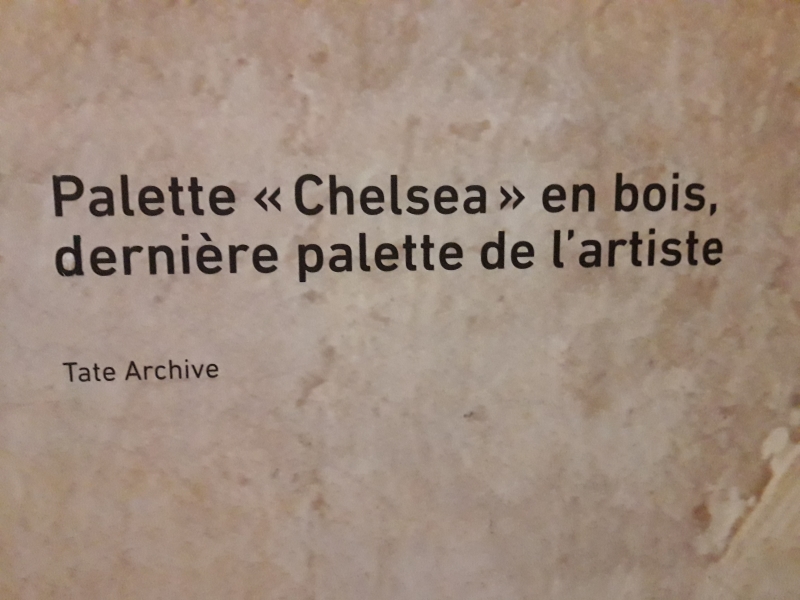 Palette « Chelsea » en bois,
dernière palette de l'artiste
Tate Archive